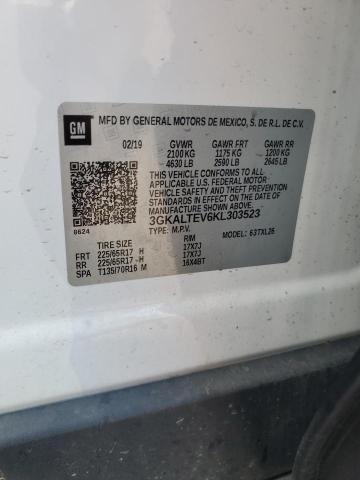 GM
MFD BY GENERAL MOTORS DE MEXICO, S. DE R.L. DE C.V.
02/19 GVWR GAWR FRT GAWR RR
2100 KG 1175 KG 1200 KG
4630 LB 2590 LB 2645 LB
THIS VEHICLE CONFORMS TO ALL
APPLICABLE U.S. FEDERAL MOTOR
VEHICLE SAFETY AND THEFT PREVENTION
STANDARDS IN EFFECT ON THE DATE OF
MANUFACTURE SHOWN ABOVE.
3GKALTEV6KL303523
0624 TYPE: M.P.V. MODEL: 63TXL26
TIRE SIZE RIM
FRT 225/65R17 H 17X7J
RR 225/65R17 H 17X7J
SPA T135/70R16 M 16X4BT